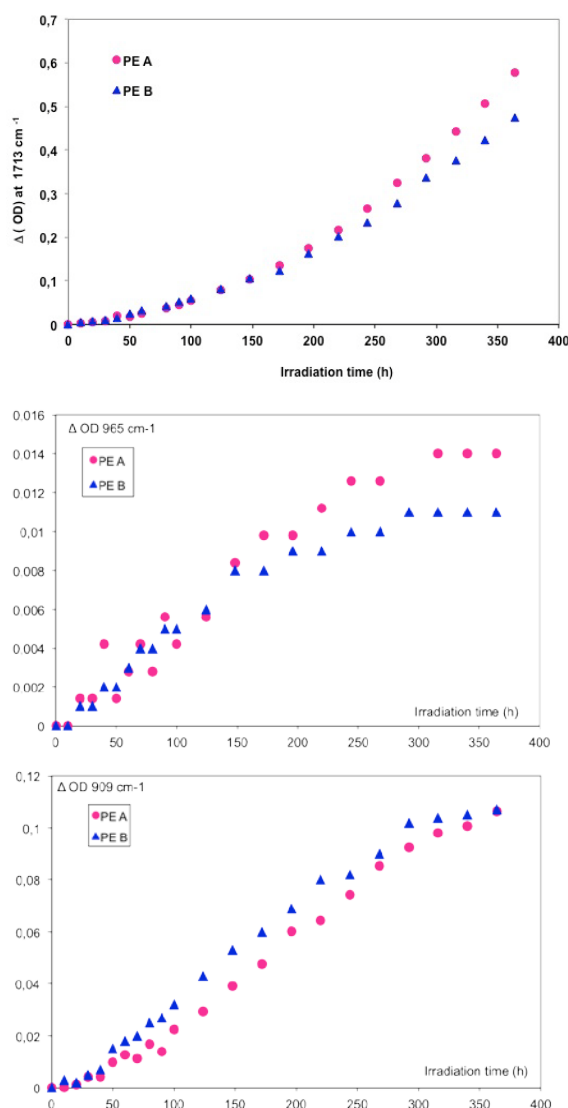 0,7
0,6
0,5
0,4
0,3
0,2
0,1
0
Δ ( OD) at 1713 cm -1
PE A
PE B
0 50 100 150 200 250 300 350 400
Irradiation time (h)
Δ OD 965 cm-1
PE A
PE B
0.016
0.014
0.012
0.01
0.008
0.006
0.004
0.002
0
Irradiation time (h)
0 50 100 150 200 250 300 350 400
Δ OD 909 cm-1
PE A
PE B
0,12
0,1
0,08
0,06
0,04
0,02
0
Irradiation time (h)
0 50 100 150 200 250 300 350 400